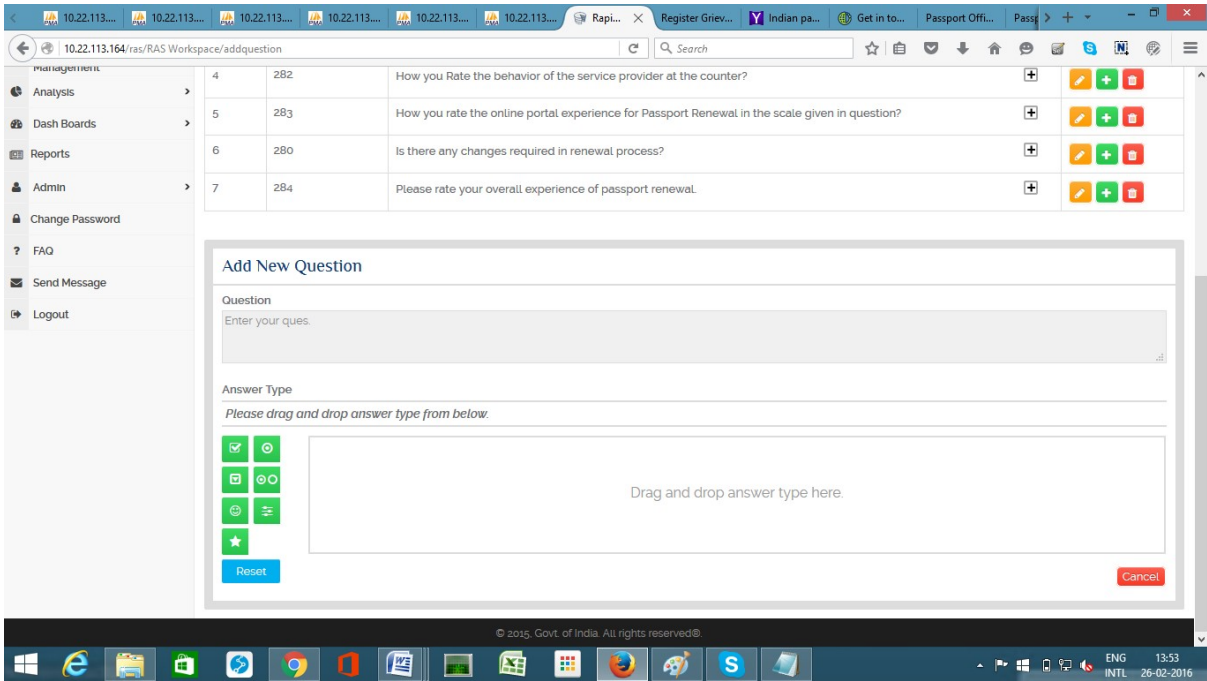 10.22.113....
10.22.113....
10.22.113....
10.22.113....
10.22.113....
10.22.113....
Rapi...
Register Griev...
Indian pa...
Get in to...
Passport Offi...
10.22.113.164/ras/RAS Workspace/addquestion
Search
Management
Analysis
Dash Boards
Reports
Admin
Change Password
FAQ
Send Message
Logout
4 282 How you Rate the behavior of the service provider at the counter?
5 283 How you rate the online portal experience for Passport Renewal in the scale given in question?
6 280 Is there any changes required in renewal process?
7 284 Please rate your overall experience of passport renewal.
Add New Question
Question
Enter your ques.
Answer Type
Please drag and drop answer type from below.
Drag and drop answer type here.
Reset
Cancel
© 2015, Govt. of India. All rights reserved®.
ENG 13:53
INTL 26-02-2016